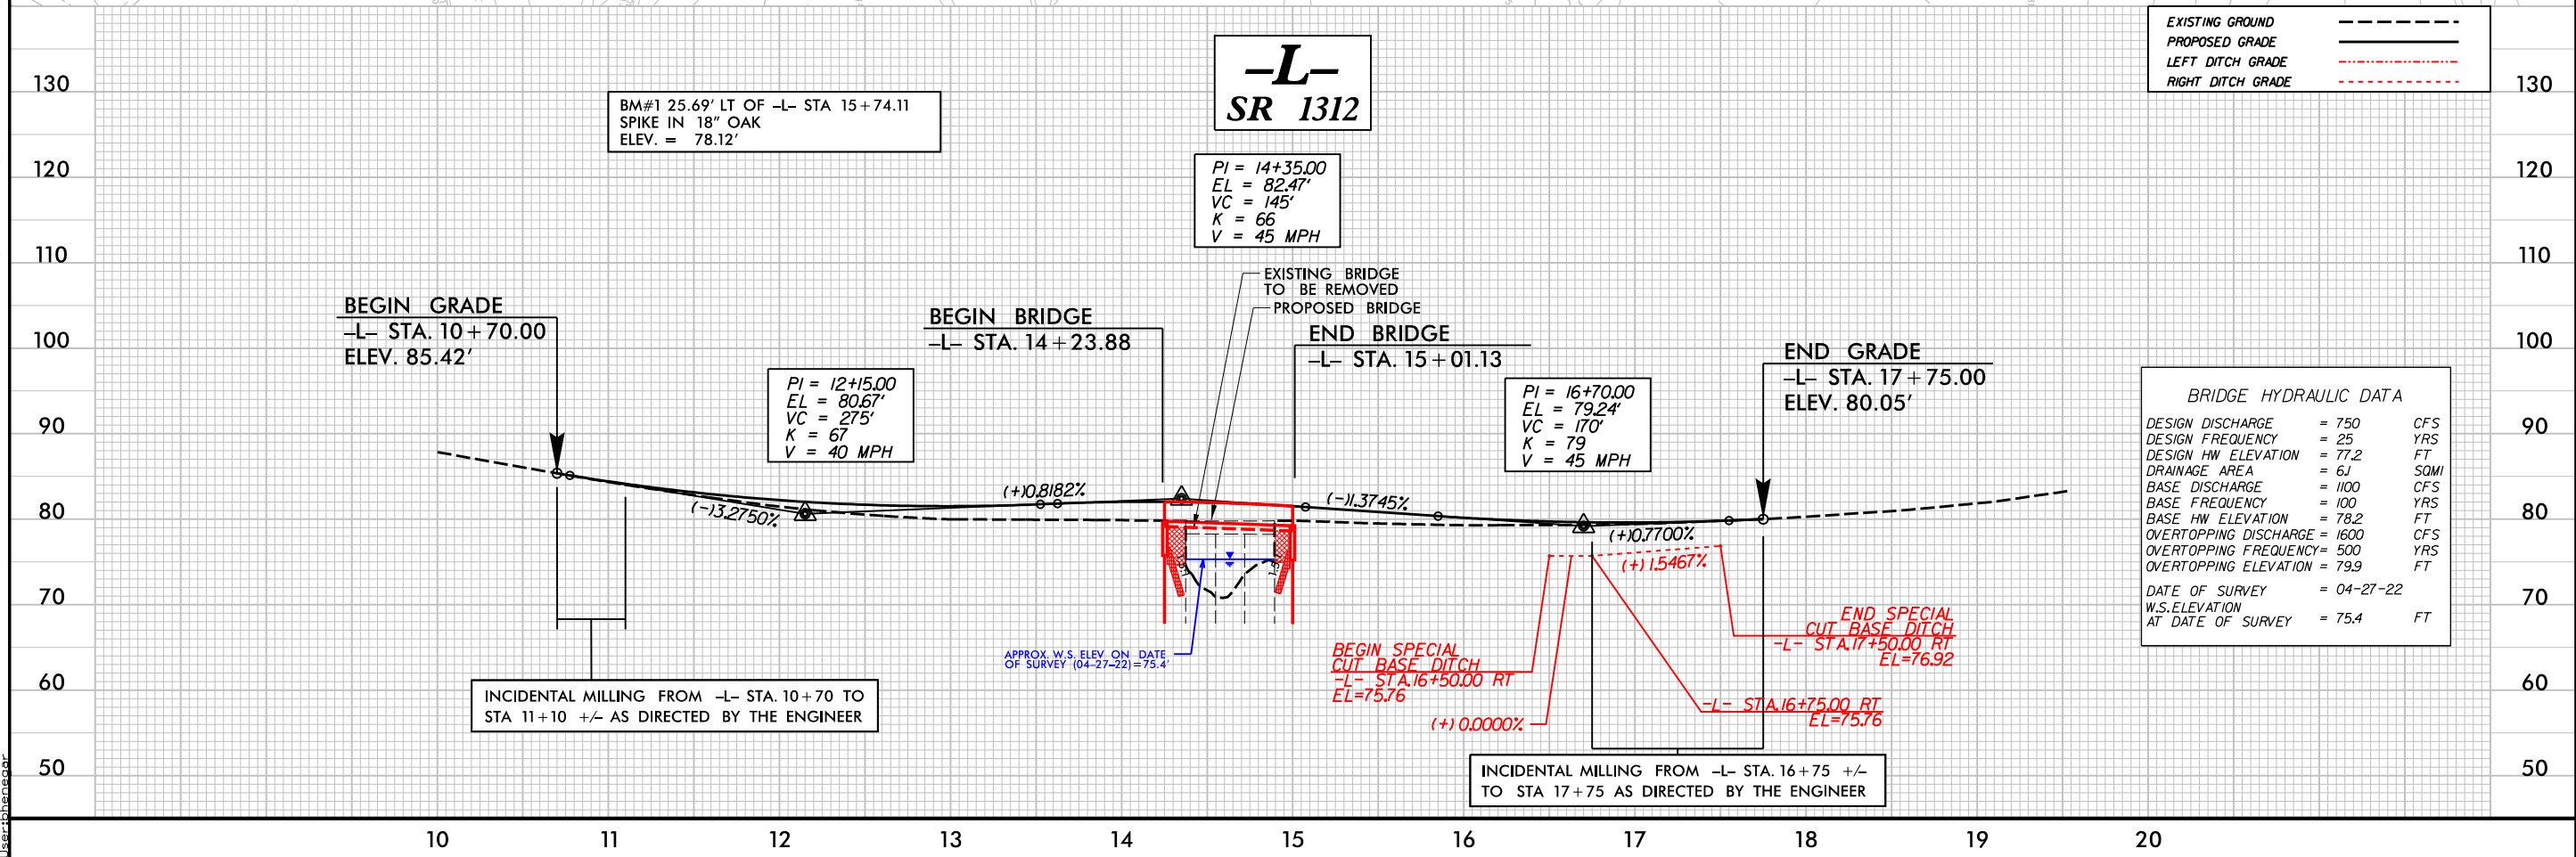 EXISTING GROUND
PROPOSED GRADE
LEFT DITCH GRADE
RIGHT DITCH GRADE
-L-
SR 1312
130
130
BM#1 25.69' LT OF -L- STA 15+74.11
SPIKE IN 18" OAK
ELEV. = 78.12'
120
120
PI = 14+35.00
EL = 82.47'
VC = 145'
K = 66
V = 45 MPH
110
110
EXISTING BRIDGE
TO BE REMOVED
PROPOSED BRIDGE
BEGIN GRADE
-L- STA. 10+70.00
ELEV. 85.42'
BEGIN BRIDGE
-L- STA. 14+23.88
END BRIDGE
-L- STA. 15+01.13
END GRADE
-L- STA. 17+75.00
ELEV. 80.05'
100
100
PI = 12+15.00
EL = 80.67'
VC = 275'
K = 67
V = 40 MPH
PI = 16+70.00
EL = 79.24'
VC = 170'
K = 79
V = 45 MPH
90
90
BRIDGE HYDRAULIC DATA
DESIGN DISCHARGE = 750 CFS
DESIGN FREQUENCY = 25 YRS
DESIGN HW ELEVATION = 77.2 FT
DRAINAGE AREA = 6.1 SQMI
BASE DISCHARGE = 1100 CFS
BASE FREQUENCY = 100 YRS
BASE HW ELEVATION = 78.2 FT
OVERTOPPING DISCHARGE = 1600 CFS
OVERTOPPING FREQUENCY = 500 YRS
OVERTOPPING ELEVATION = 79.9 FT
DATE OF SURVEY = 04-27-22
W.S.ELEVATION
AT DATE OF SURVEY = 75.4 FT
80
80
(-)3.2750%
(+)0.8182%
(-)1.3745%
(+)0.7700%
(+)1.5467%
70
70
APPROX. W.S. ELEV ON DATE
OF SURVEY (04-27-22)=75.4'
BEGIN SPECIAL
CUT BASE DITCH
-L- STA.16+50.00 RT
EL=75.76
(+)0.0000%
END SPECIAL
CUT BASE DITCH
-L- STA.17+50.00 RT
EL=76.92
-L- STA.16+75.00 RT
EL=75.76
60
60
INCIDENTAL MILLING FROM -L- STA. 10+70 TO
STA 11+10 +/- AS DIRECTED BY THE ENGINEER
INCIDENTAL MILLING FROM -L- STA. 16+75 +/-
TO STA 17+75 AS DIRECTED BY THE ENGINEER
50
50
10 11 12 13 14 15 16 17 18 19 20